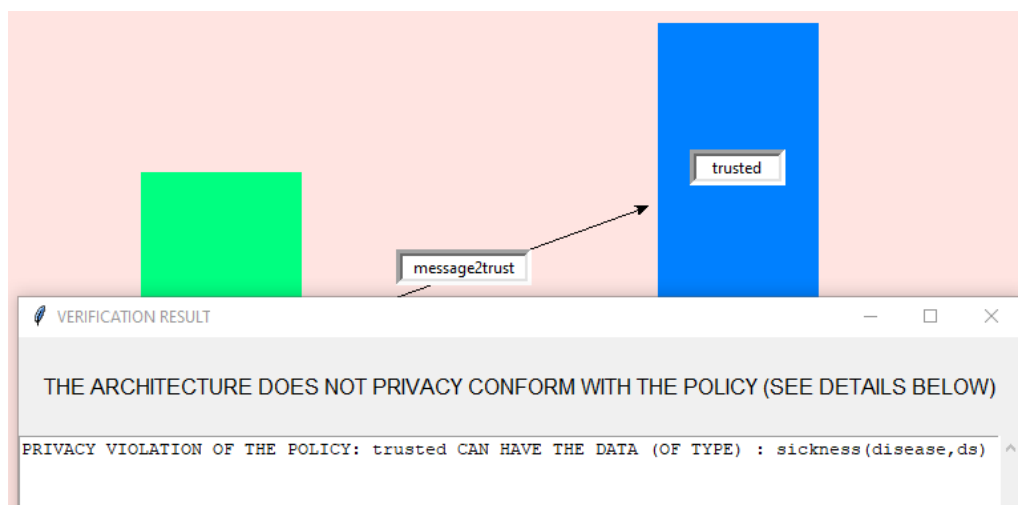 trusted
message2trust
VERIFICATION RESULT
THE ARCHITECTURE DOES NOT PRIVACY CONFORM WITH THE POLICY (SEE DETAILS BELOW)
PRIVACY VIOLATION OF THE POLICY: trusted CAN HAVE THE DATA (OF TYPE) : sickness(disease,ds)